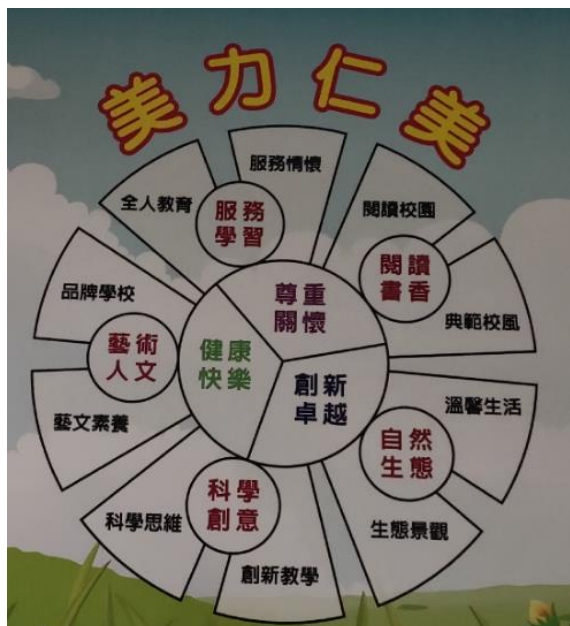 美力仁美
服務情懷
全人教育
服務
學習
閱讀校園
閱讀
書香
典範校風
品牌學校
藝術
人文
藝文素養
尊重
關懷
健康
快樂
創新
卓越
溫馨生活
自然
生態
生態景觀
科學
創意
科學思維
創新教學